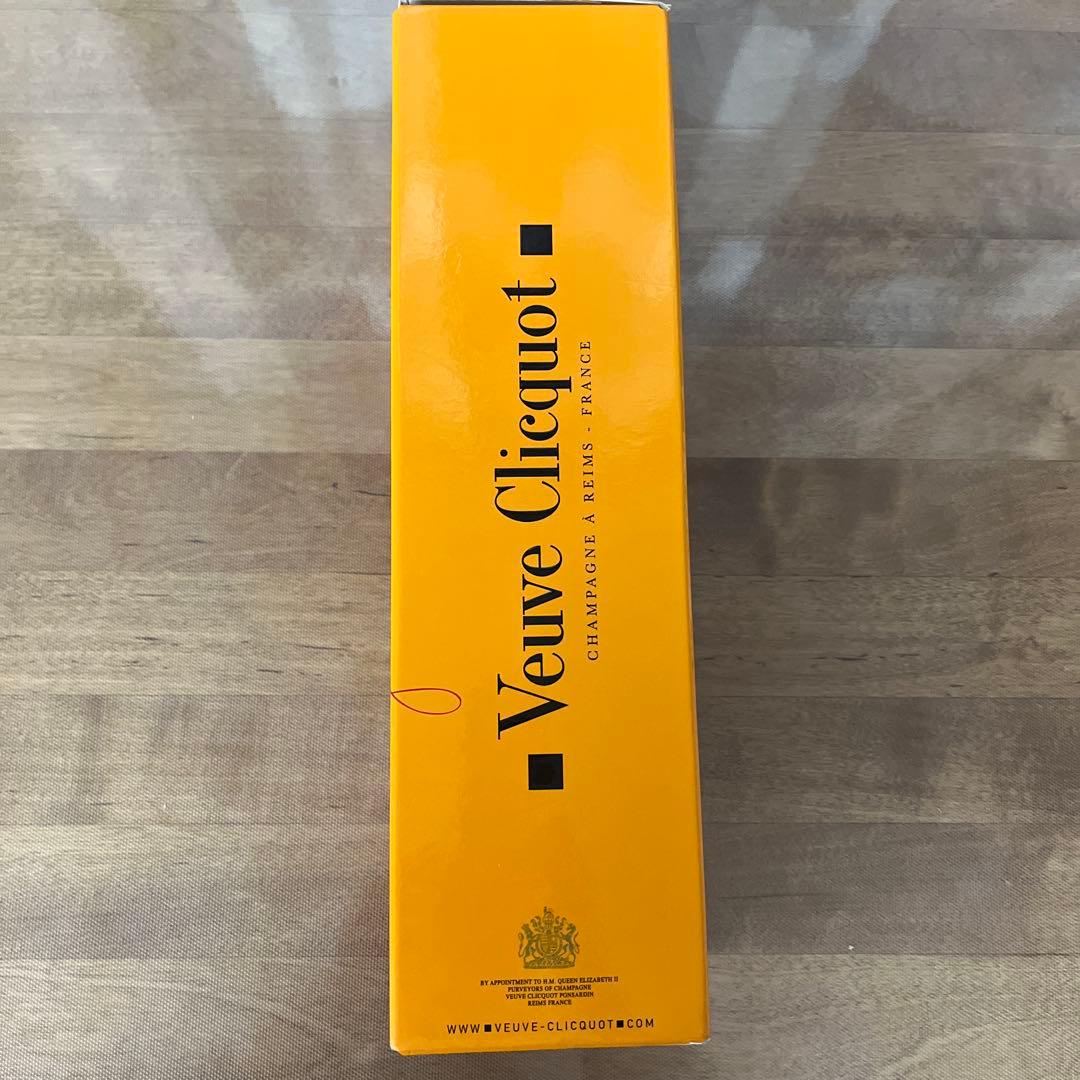 ■ Veuve Clicquot ■
CHAMPAGNE À REIMS - FRANCE
BY APPOINTMENT TO H.M. QUEEN ELIZABETH II
PURVEYORS OF CHAMPAGNE
VEUVE CLICQUOT PONSARDIN
REIMS FRANCE
WWW■VEUVE-CLICQUOT■COM